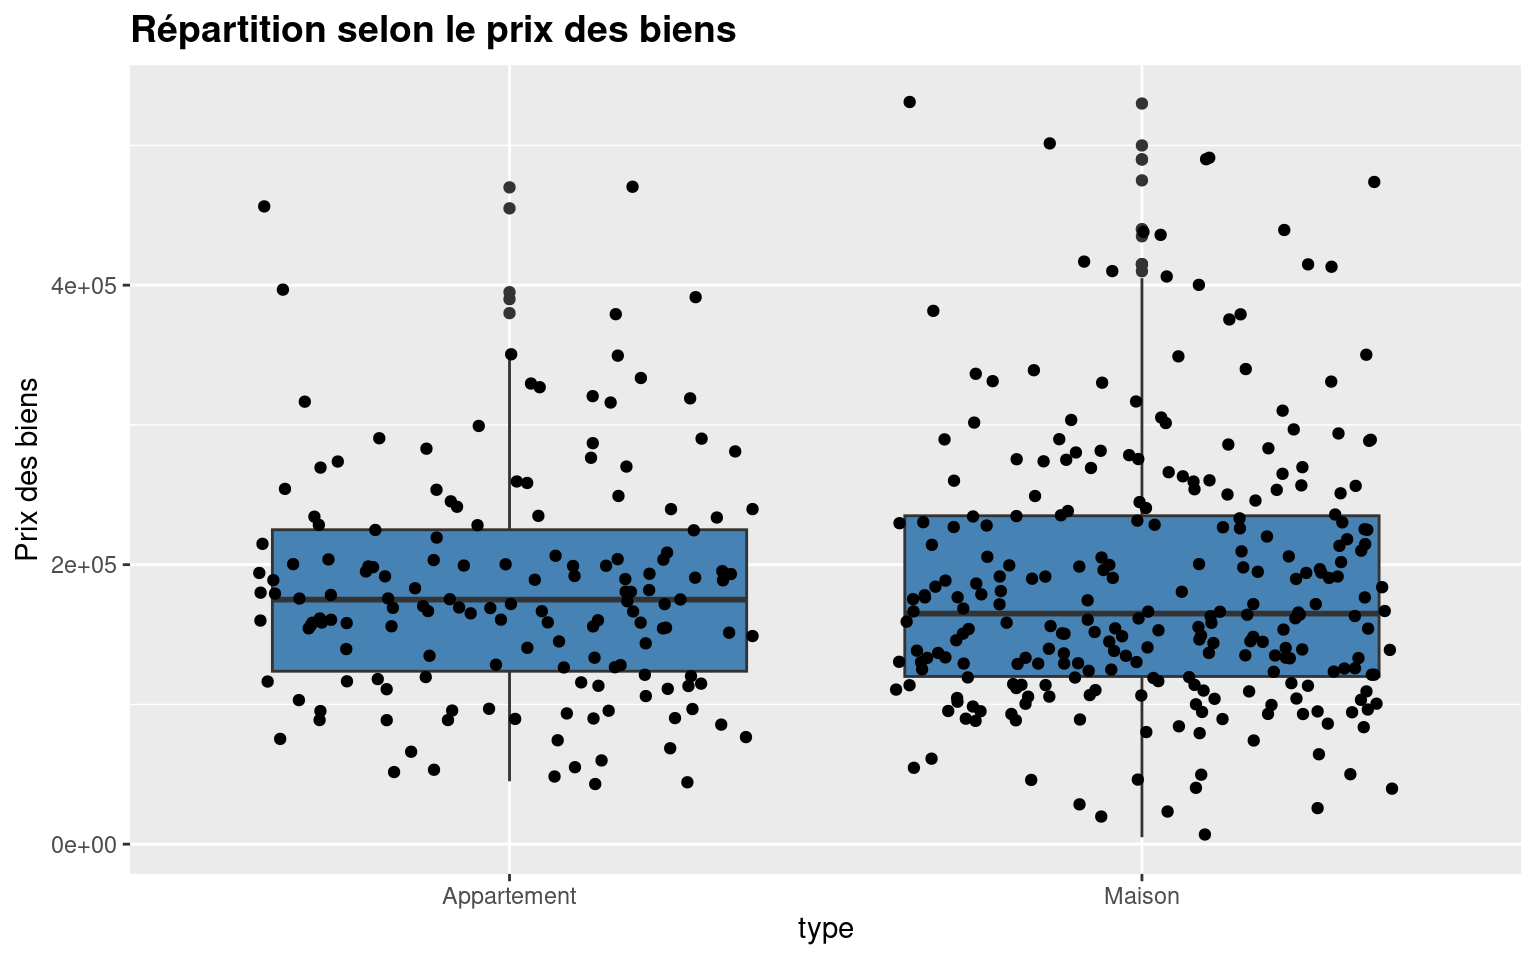 Répartition selon le prix des biens
Prix des biens
4e+05
2e+05
0e+00
Appartement
Maison
type